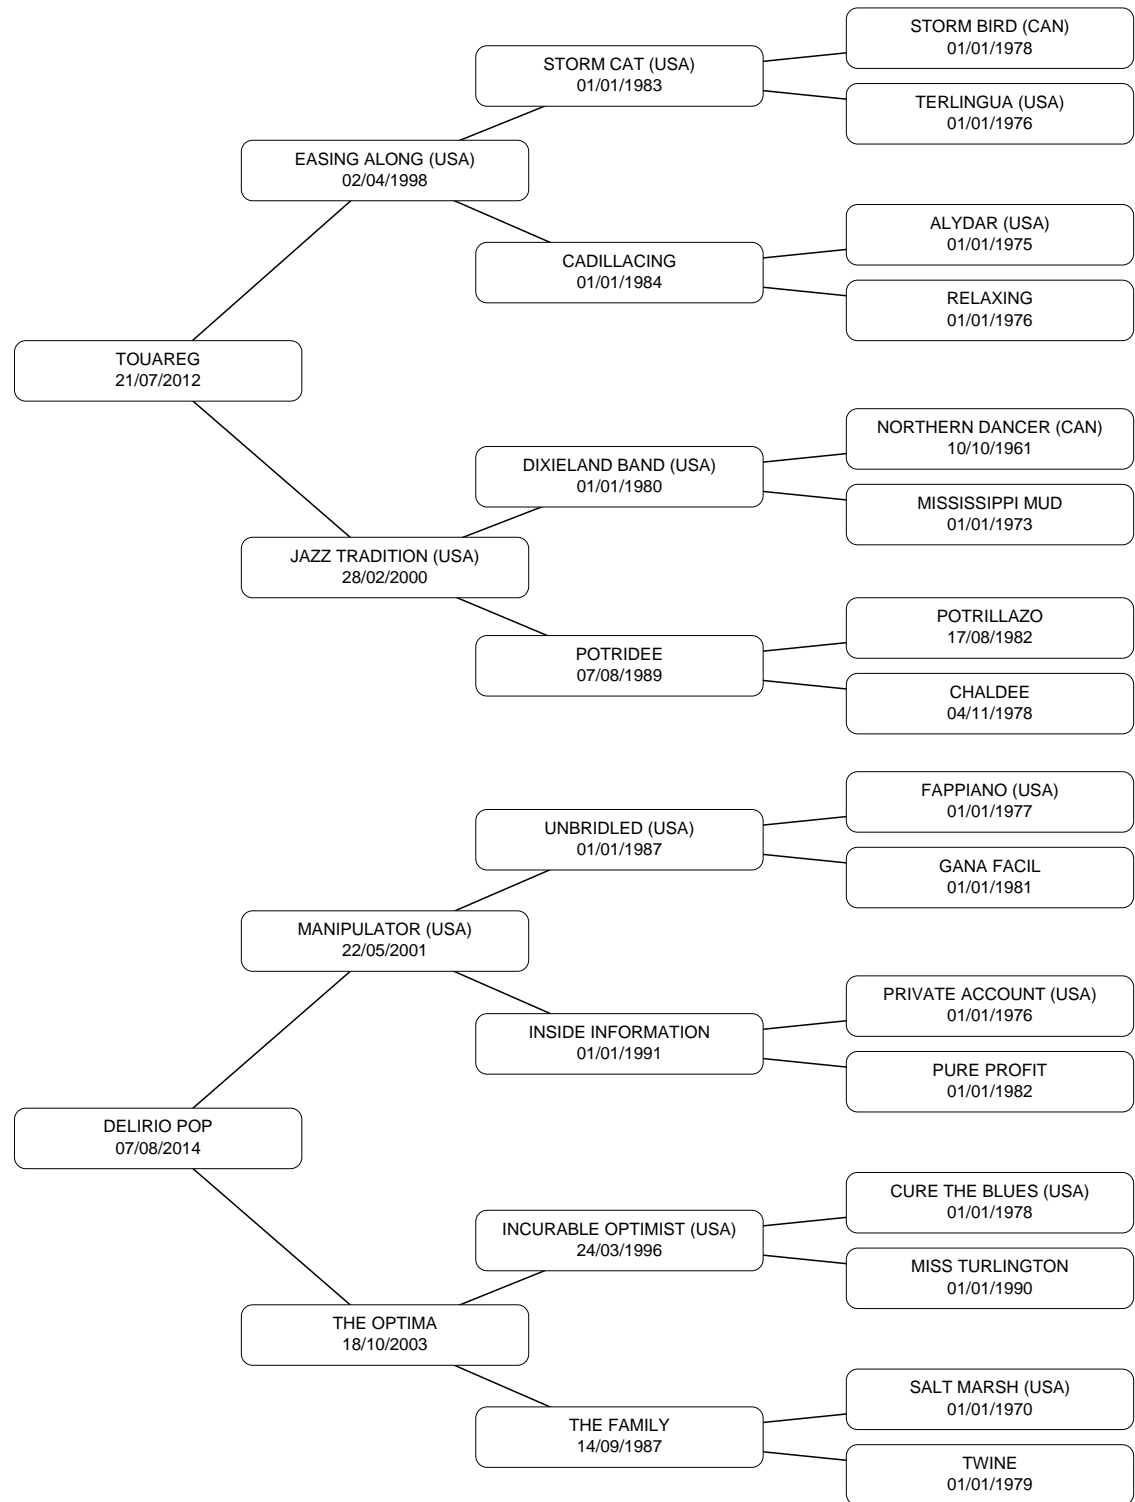 STORM BIRD (CAN)
01/01/1978
STORM CAT (USA)
01/01/1983
TERLINGUA (USA)
01/01/1976
EASING ALONG (USA)
02/04/1998
ALYDAR (USA)
01/01/1975
CADILLACING
01/01/1984
RELAXING
01/01/1976
TOUAREG
21/07/2012
NORTHERN DANCER (CAN)
10/10/1961
DIXIELAND BAND (USA)
01/01/1980
MISSISSIPPI MUD
01/01/1973
JAZZ TRADITION (USA)
28/02/2000
POTRILLAZO
17/08/1982
POTRIDEE
07/08/1989
CHALDEE
04/11/1978
FAPPIANO (USA)
01/01/1977
UNBRIDLED (USA)
01/01/1987
GANA FACIL
01/01/1981
MANIPULATOR (USA)
22/05/2001
PRIVATE ACCOUNT (USA)
01/01/1976
INSIDE INFORMATION
01/01/1991
PURE PROFIT
01/01/1982
DELIRIO POP
07/08/2014
CURE THE BLUES (USA)
01/01/1978
INCURABLE OPTIMIST (USA)
24/03/1996
MISS TURLINGTON
01/01/1990
THE OPTIMA
18/10/2003
SALT MARSH (USA)
01/01/1970
THE FAMILY
14/09/1987
TWINE
01/01/1979